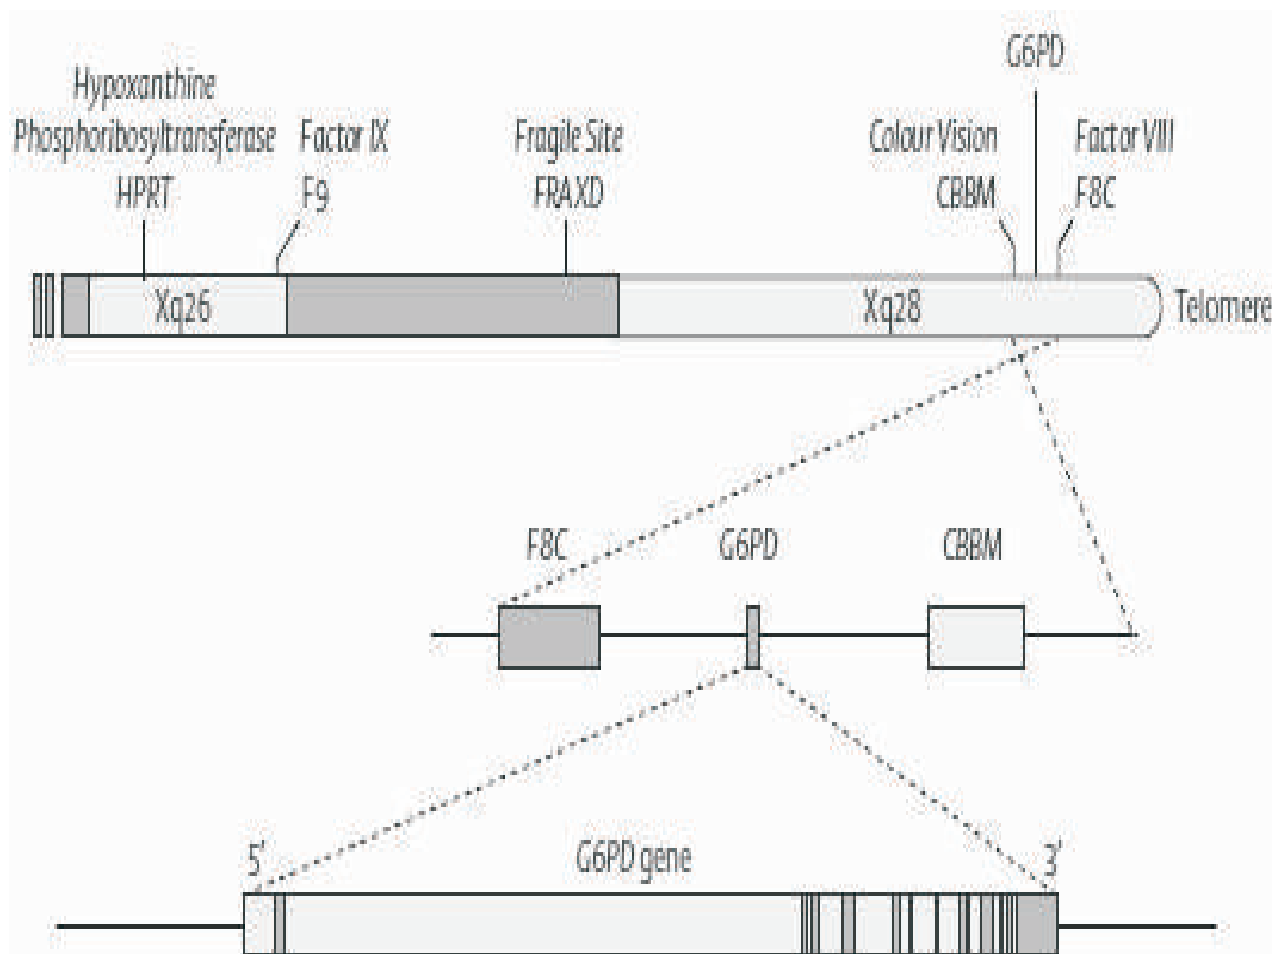 G6PD
Hypoxanthine
Phosphoribosyltransferase
HPRT
Factor IX
F9
Fragile Site
FRAXD
Colour Vision
CBBM
Factor VIII
F8C
Xq26
Xq28
Telomere
F8C
G6PD
CBBM
5'
G6PD gene
3'